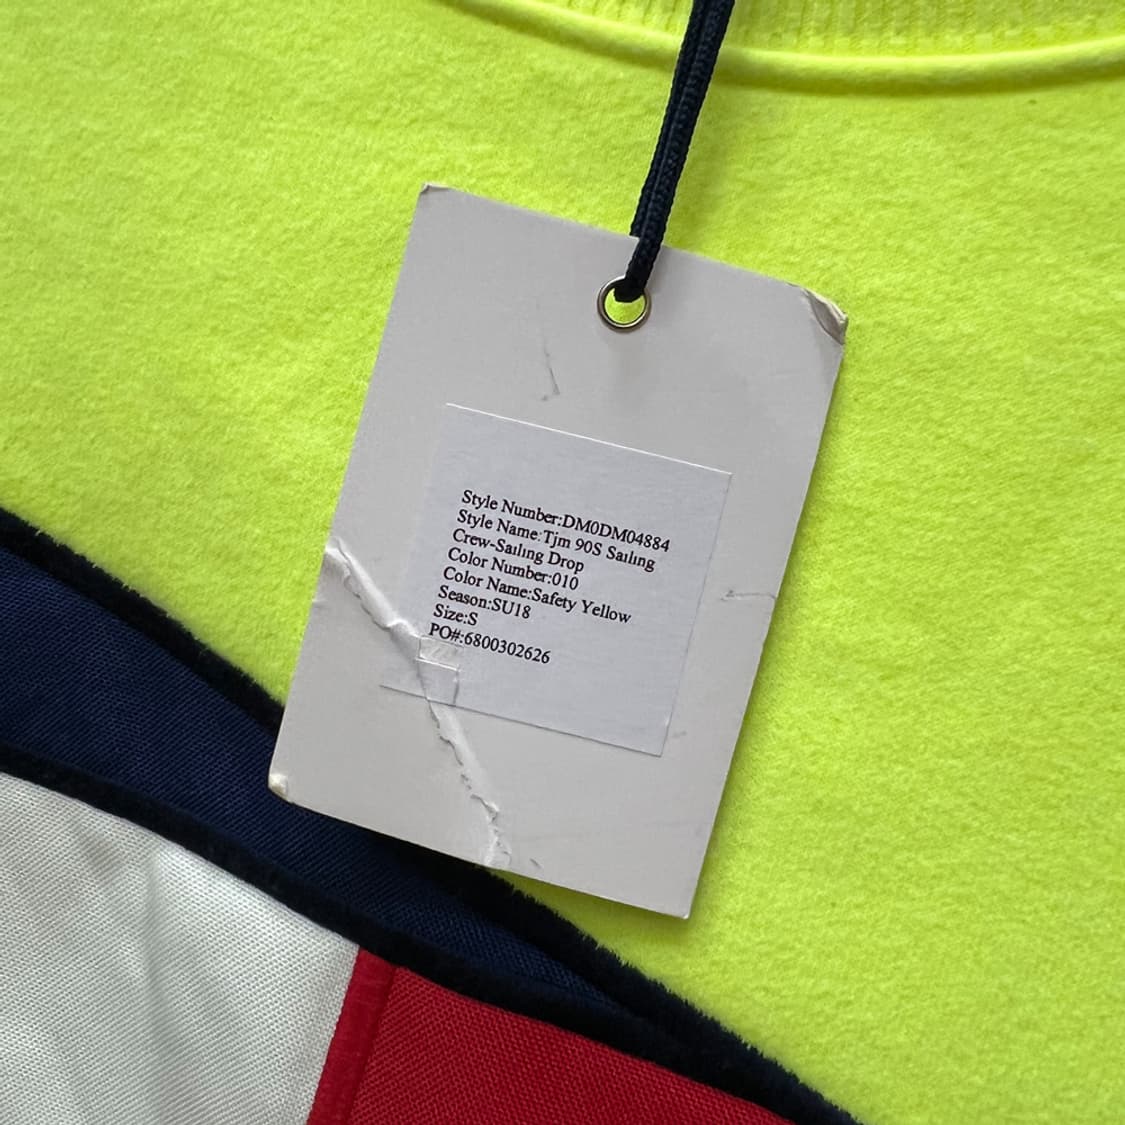 Style Number:DM0DM04884
Style Name:Tjm 90S Sailing
Crew-Sailing Drop
Color Number:010
Color Name:Safety Yellow
Season:SU18
Size:S
PO#:6800302626